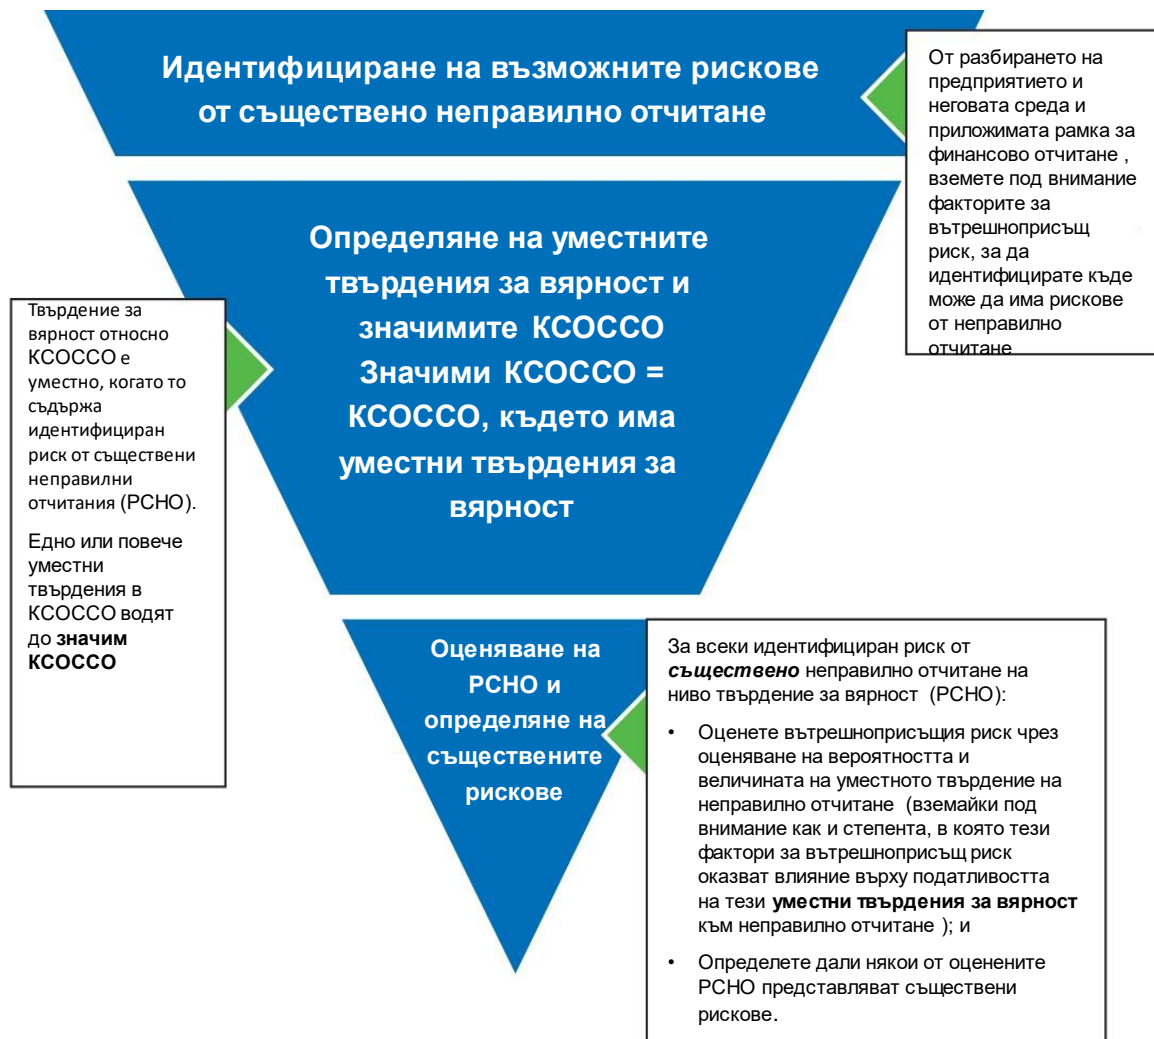 Идентифициране на възможните рискове
от съществено неправилно отчитане
От разбирането на
предприятието и
неговата среда и
приложимата рамка за
финансово отчитане ,
вземете под внимание
факторите за
вътрешноприсъщ
риск, за да
идентифицирате къде
може да има рискове
от неправилно
отчитане
Определяне на уместните
твърдения за вярност и
значимите КСОССО
Значими КСОССО =
КСОССО, където има
уместни твърдения за
вярност
Твърдение за
вярност относно
КСОССО е
уместно, когато то
съдържа
идентифициран
риск от съществени
неправилни
отчитания (РСНО).
Едно или повече
уместни
твърдения в
КСОССО водят
до значим
КСОССО
Оценяване на
РСНО и
определяне на
съществените
рискове
За всеки идентифициран риск от
съществено неправилно отчитане на
ниво твърдение за вярност (РСНО):
• Оценете вътрешноприсъщия риск чрез
оценяване на вероятността и
величината на уместното твърдение на
неправилно отчитане (вземайки под
внимание как и степента, в която тези
фактори за вътрешноприсъщ риск
оказват влияние върху податливостта
на тези уместни твърдения за вярност
към неправилно отчитане ); и
• Определете дали някои от оценените
РСНО представляват съществени
рискове.